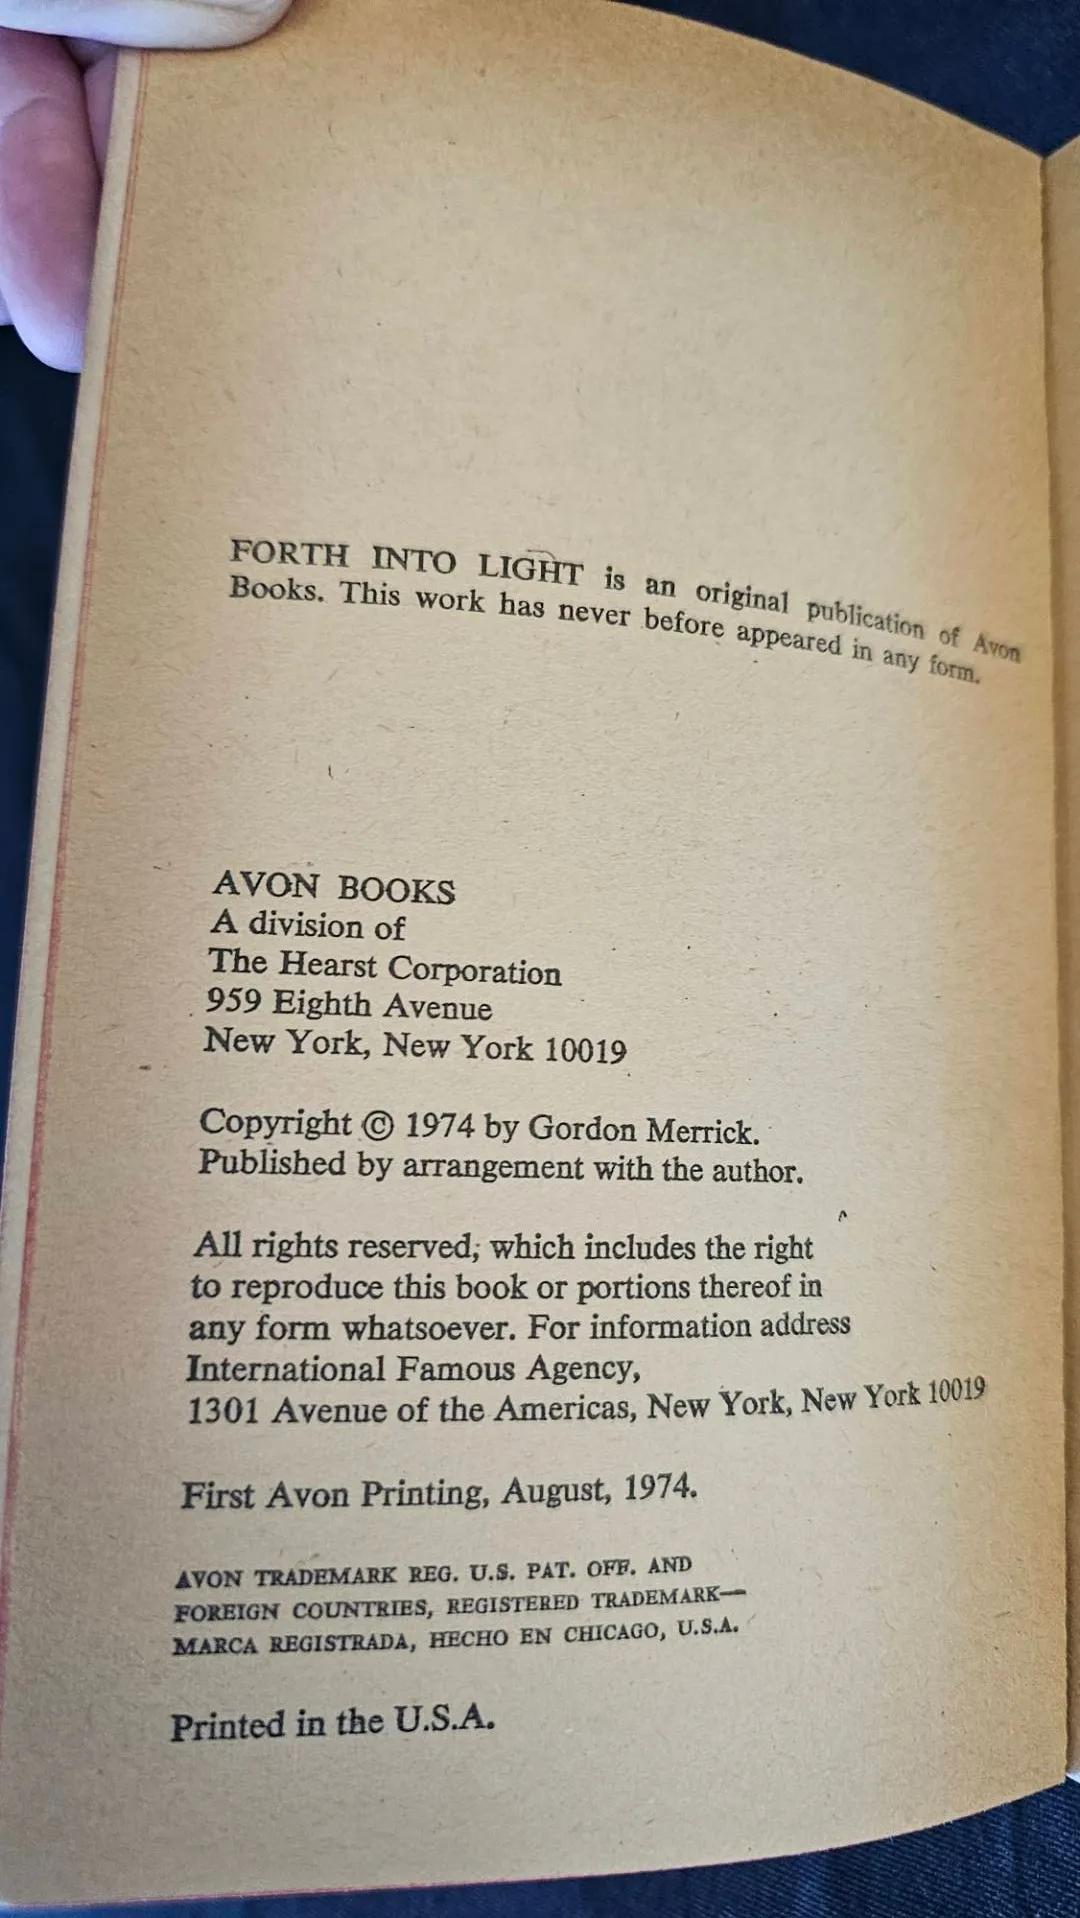 FORTH INTO LIGHT is an original publication of Avon
Books. This work has never before appeared in any form.
AVON BOOKS
A division of
The Hearst Corporation
959 Eighth Avenue
New York, New York 10019
Copyright © 1974 by Gordon Merrick.
Published by arrangement with the author.
All rights reserved, which includes the right
to reproduce this book or portions thereof in
any form whatsoever. For information address
International Famous Agency,
1301 Avenue of the Americas, New York, New York 10019
First Avon Printing, August, 1974.
AVON TRADEMARK REG. U.S. PAT. OFF. AND
FOREIGN COUNTRIES, REGISTERED TRADEMARK—
MARCA REGISTRADA, HECHO EN CHICAGO, U.S.A.
Printed in the U.S.A.